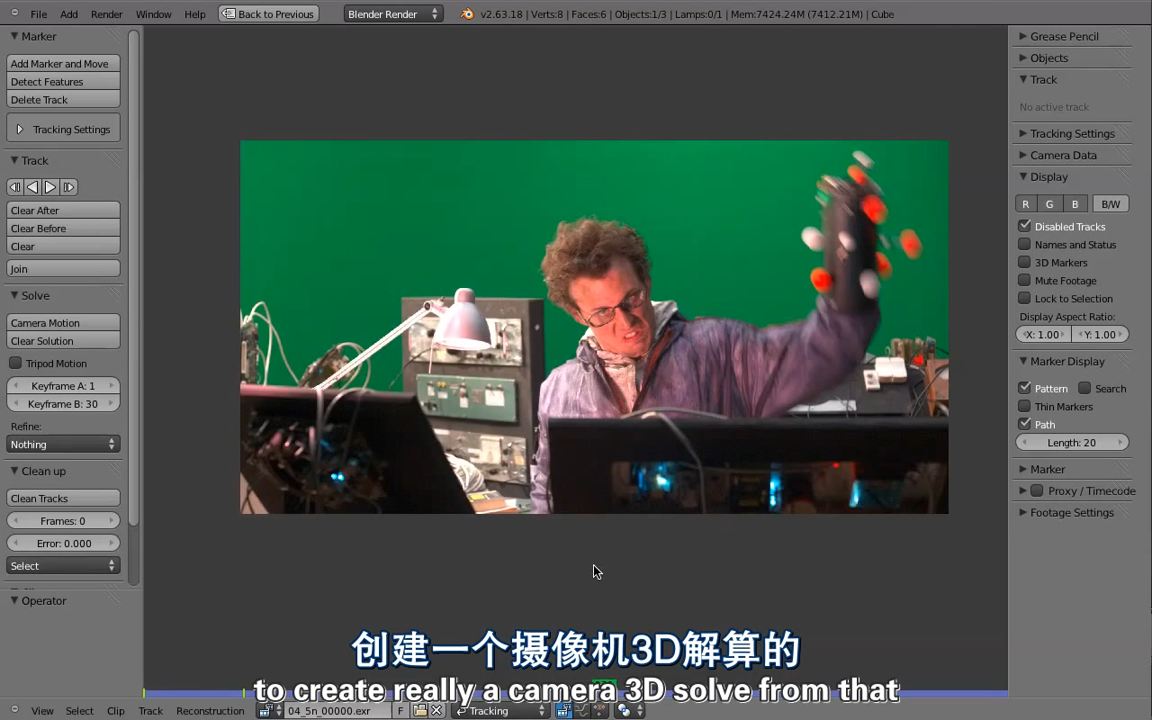 File Add Render Window Help Back to Previous Blender Render v2.63.18 | Verts:8 | Faces:6 | Objects:1/3 | Lamps:0/1 | Mem:7424.24M (7412.21M) | Cube
Marker
Add Marker and Move
Detect Features
Delete Track
Tracking Settings
Track
Clear After
Clear Before
Clear
Join
Solve
Camera Motion
Clear Solution
Tripod Motion
Keyframe A: 1
Keyframe B: 30
Refine:
Nothing
Clean up
Clean Tracks
Frames: 0
Error: 0.000
Select
Operator
Grease Pencil
Objects
Track
No active track
Tracking Settings
Camera Data
Display
R G B B/W
Disabled Tracks
Names and Status
3D Markers
Mute Footage
Lock to Selection
Display Aspect Ratio:
X: 1.00 Y: 1.00
Marker Display
Pattern Search
Thin Markers
Path
Length: 20
Marker
Proxy / Timecode
Footage Settings
创建一个摄像机3D解算的
to create really a camera 3D solve from that
View Select Clip Track Reconstruction 04_5n_00000.exr F Tracking